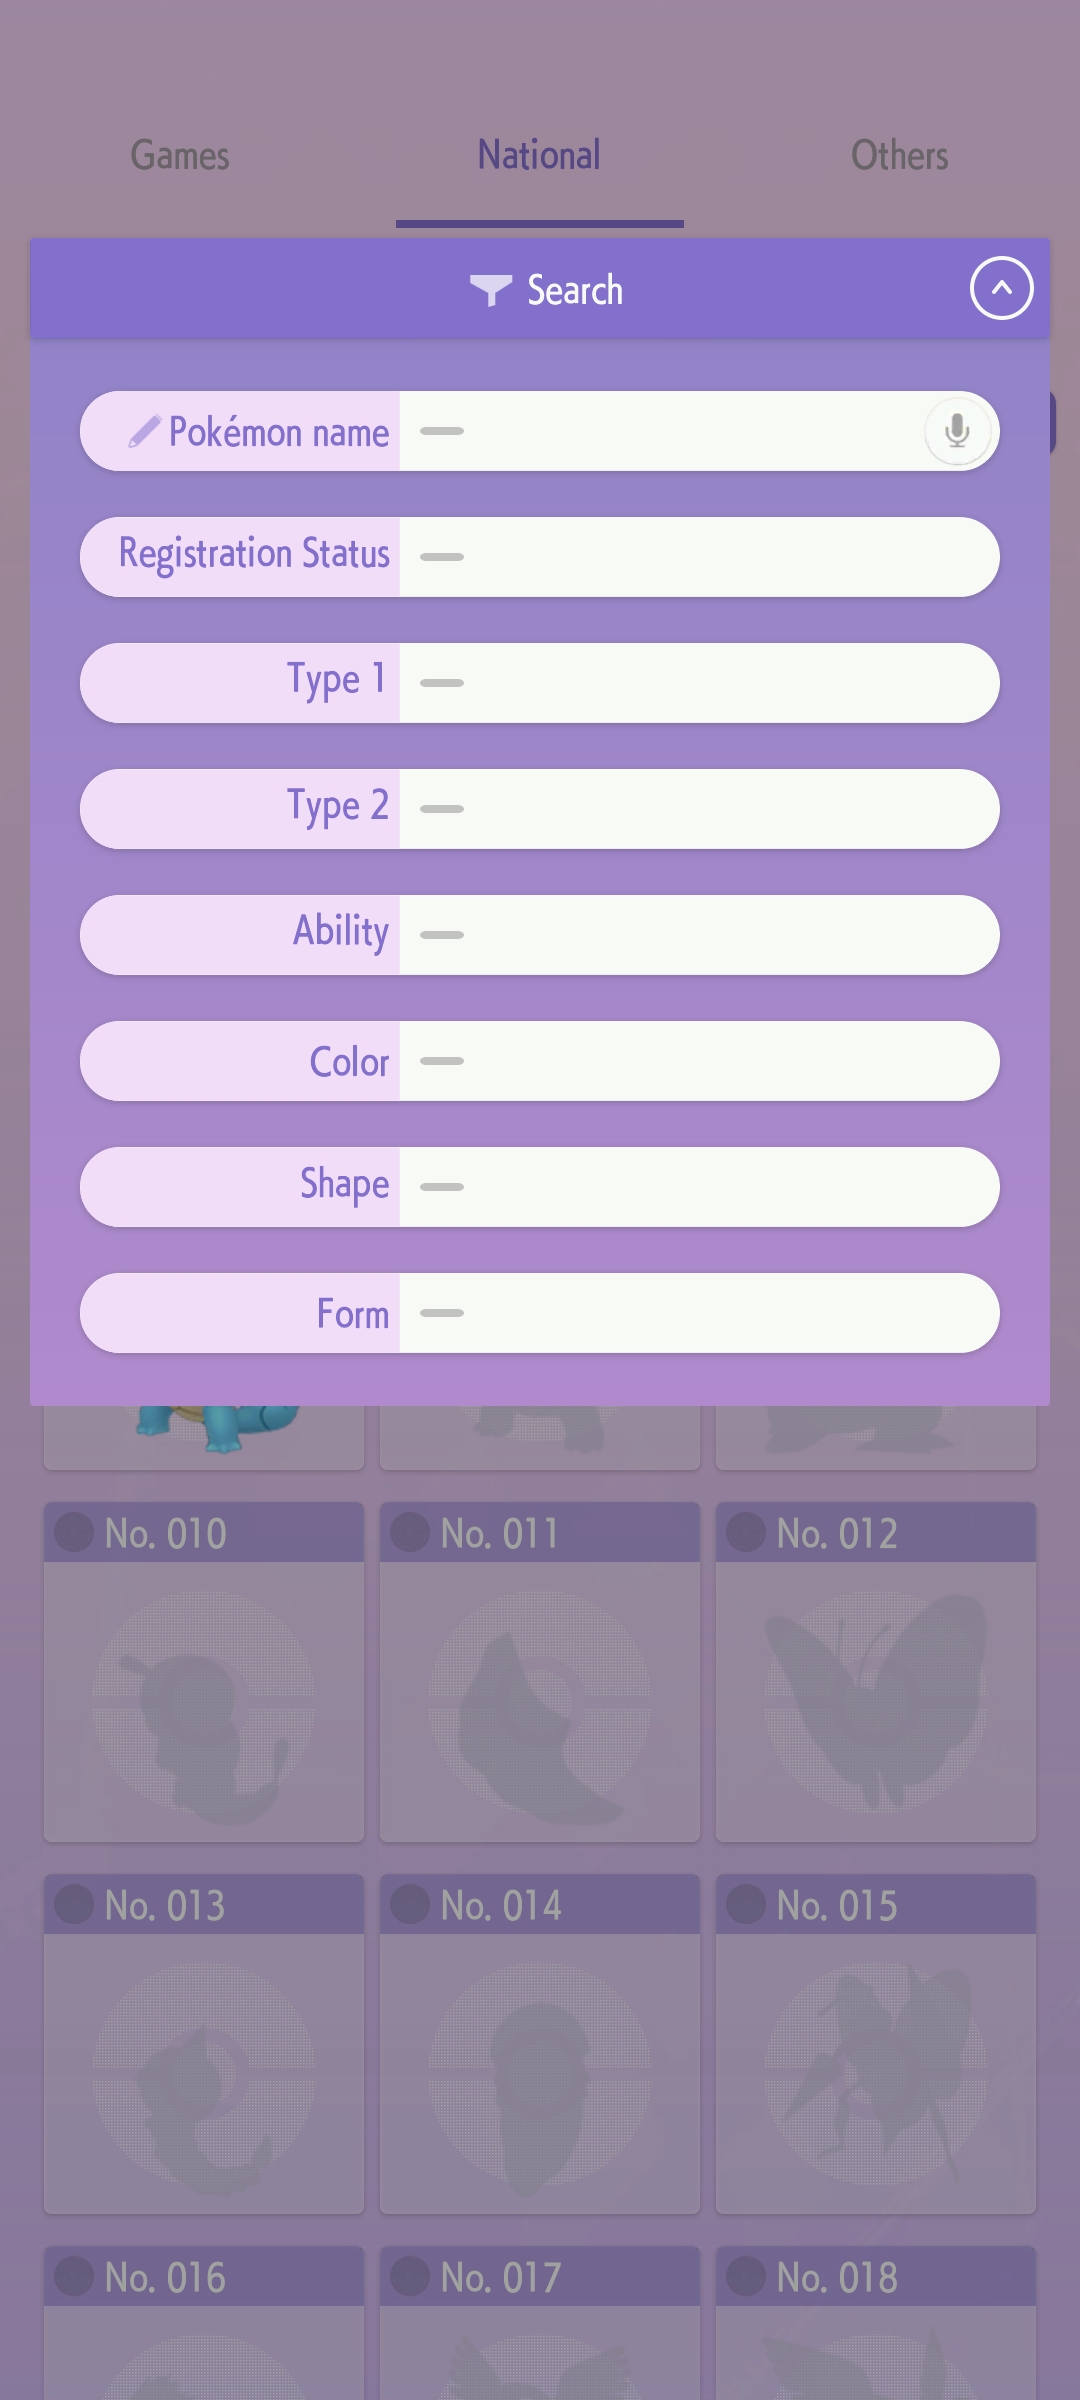 Games
National
Others
Search
Pokémon name
Registration Status
Type 1
Type 2
Ability
Color
Shape
Form
No. 010
No. 011
No. 012
No. 013
No. 014
No. 015
No. 016
No. 017
No. 018